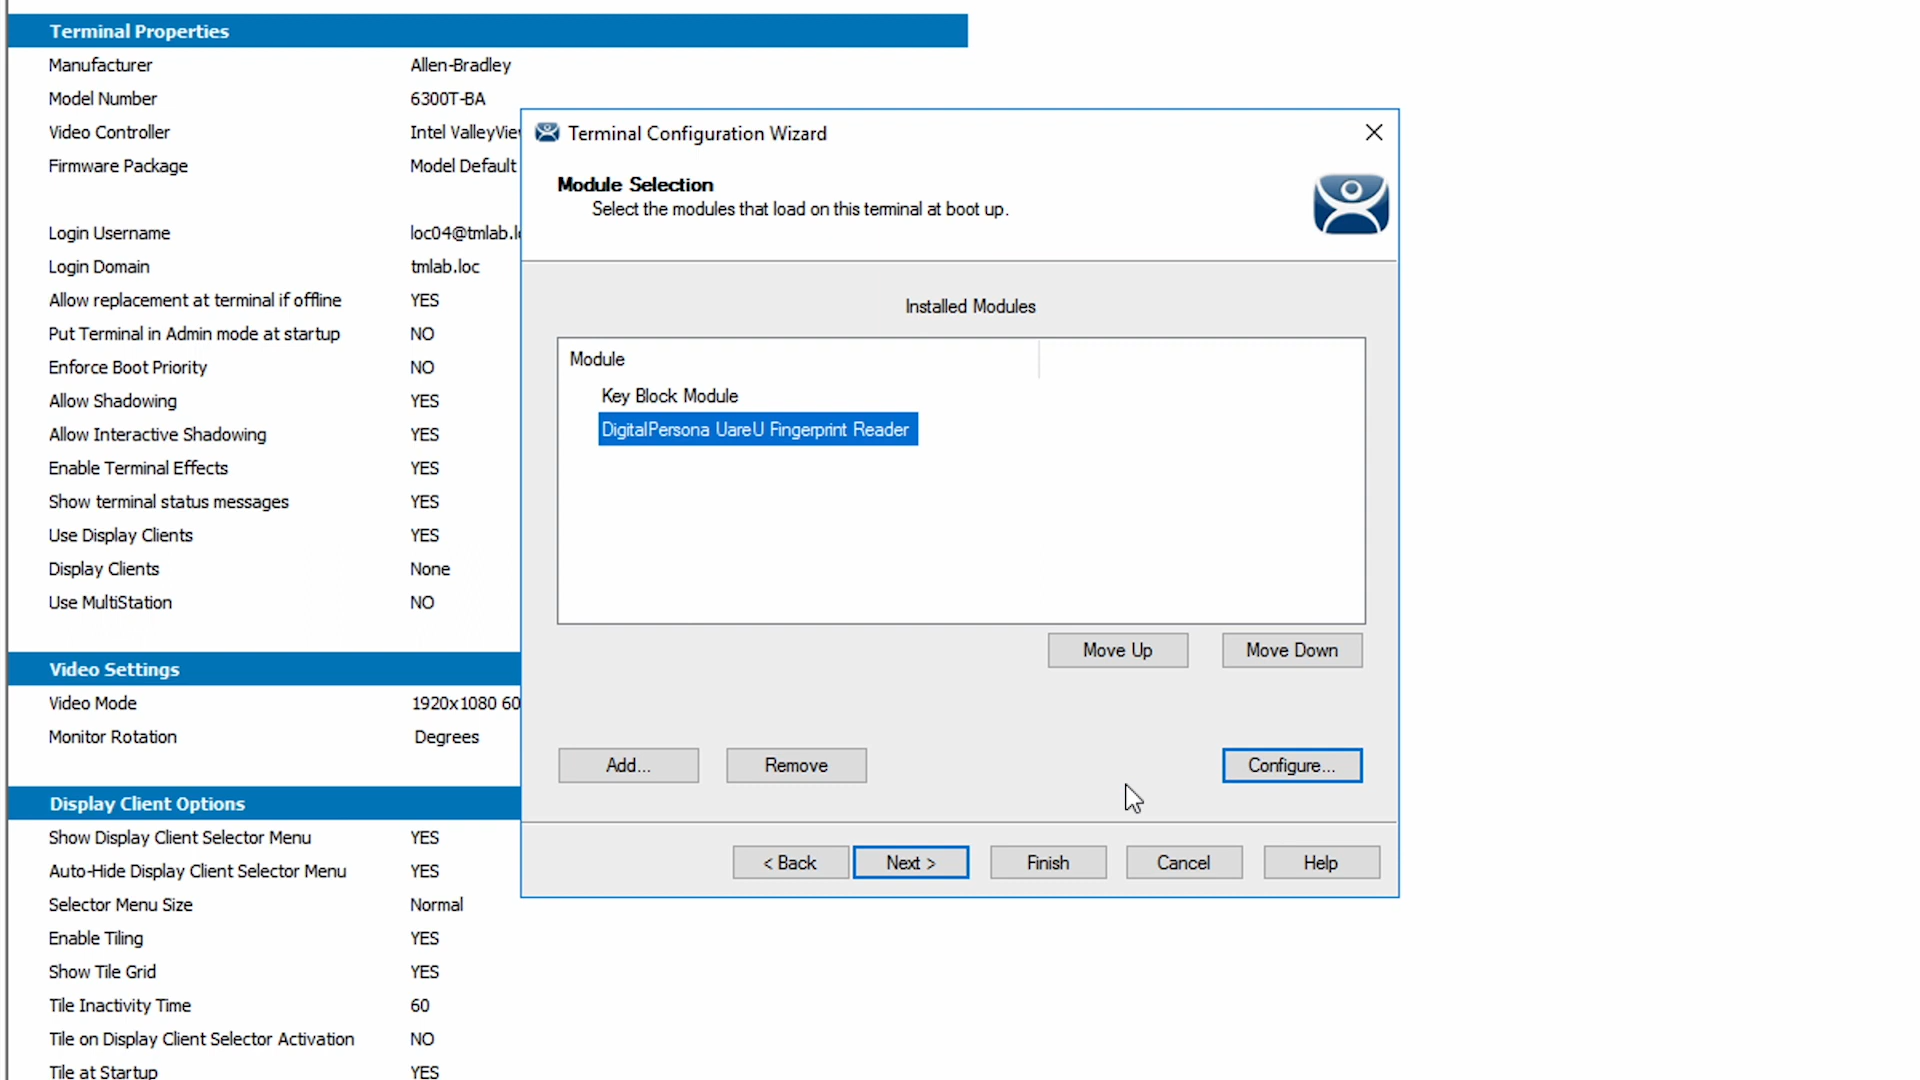 Terminal Properties
Manufacturer Allen-Bradley
Model Number 6300T-BA
Video Controller Intel ValleyVie
Firmware Package Model Default
Login Username loc04@tmlab.l
Login Domain tmlab.loc
Allow replacement at terminal if offline YES
Put Terminal in Admin mode at startup NO
Enforce Boot Priority NO
Allow Shadowing YES
Allow Interactive Shadowing YES
Enable Terminal Effects YES
Show terminal status messages YES
Use Display Clients YES
Display Clients None
Use MultiStation NO
Video Settings
Video Mode 1920x1080 60
Monitor Rotation Degrees
Display Client Options
Show Display Client Selector Menu YES
Auto-Hide Display Client Selector Menu YES
Selector Menu Size Normal
Enable Tiling YES
Show Tile Grid YES
Tile Inactivity Time 60
Tile on Display Client Selector Activation NO
Tile at Startup YES
Terminal Configuration Wizard
Module Selection
Select the modules that load on this terminal at boot up.
Installed Modules
Module
Key Block Module
DigitalPersona UareU Fingerprint Reader
Move Up Move Down
Add... Remove Configure...
< Back Next > Finish Cancel Help